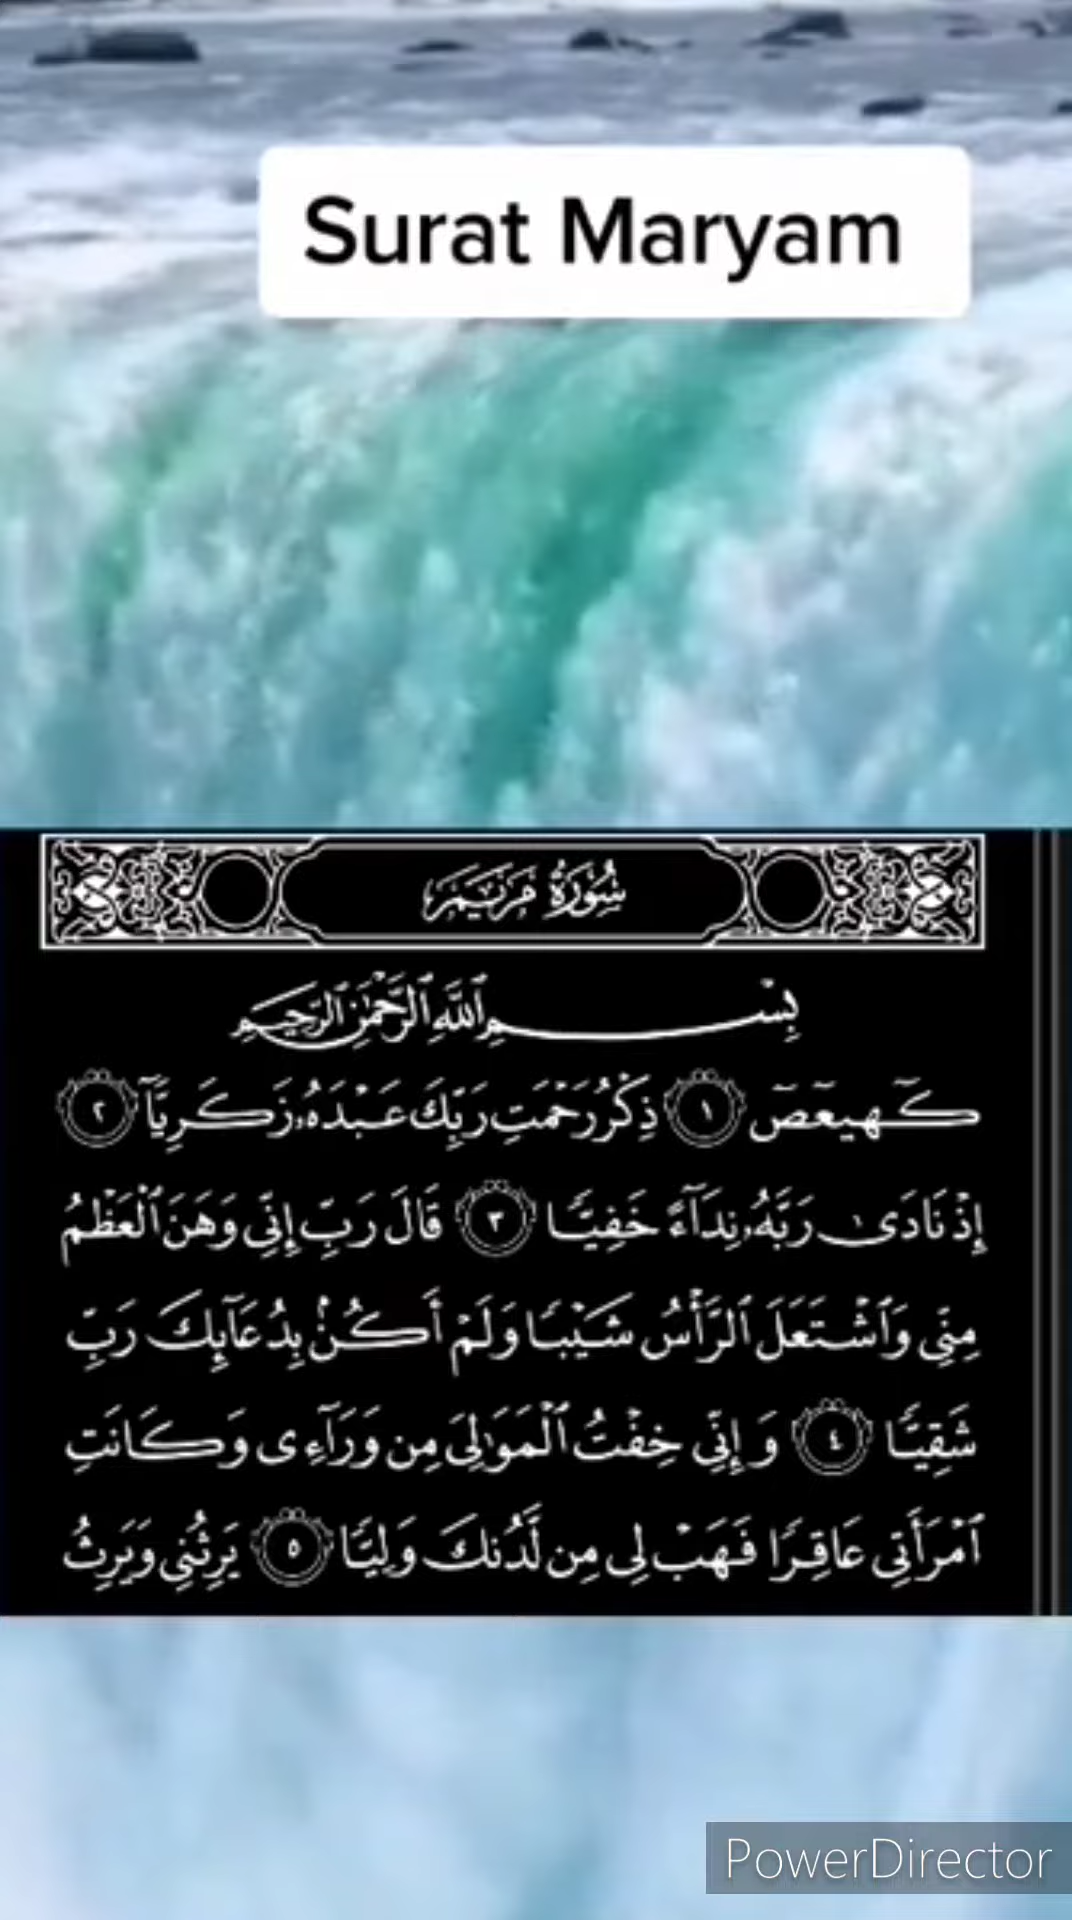 Surat Maryam
سُورَةُ مَرْيَمَ
بِسْمِ ٱللَّهِ ٱلرَّحْمَٰنِ ٱلرَّحِيمِ
كٓهيعٓصٓ ١ ذِكْرُ رَحْمَتِ رَبِّكَ عَبْدَهُۥ زَكَرِيَّآ ٢
إِذْ نَادَىٰ رَبَّهُۥ نِدَآءً خَفِيًّا ٣ قَالَ رَبِّ إِنِّى وَهَنَ ٱلْعَظْمُ
مِنِّى وَٱشْتَعَلَ ٱلرَّأْسُ شَيْبًا وَلَمْ أَكُنۢ بِدُعَآئِكَ رَبِّ
شَقِيًّا ٤ وَإِنِّى خِفْتُ ٱلْمَوَٰلِىَ مِن وَرَآءِى وَكَانَتِ
ٱمْرَأَتِى عَاقِرًا فَهَبْ لِى مِن لَّدُنكَ وَلِيًّا ٥ يَرِثُنِى وَيَرِثُ
PowerDirector